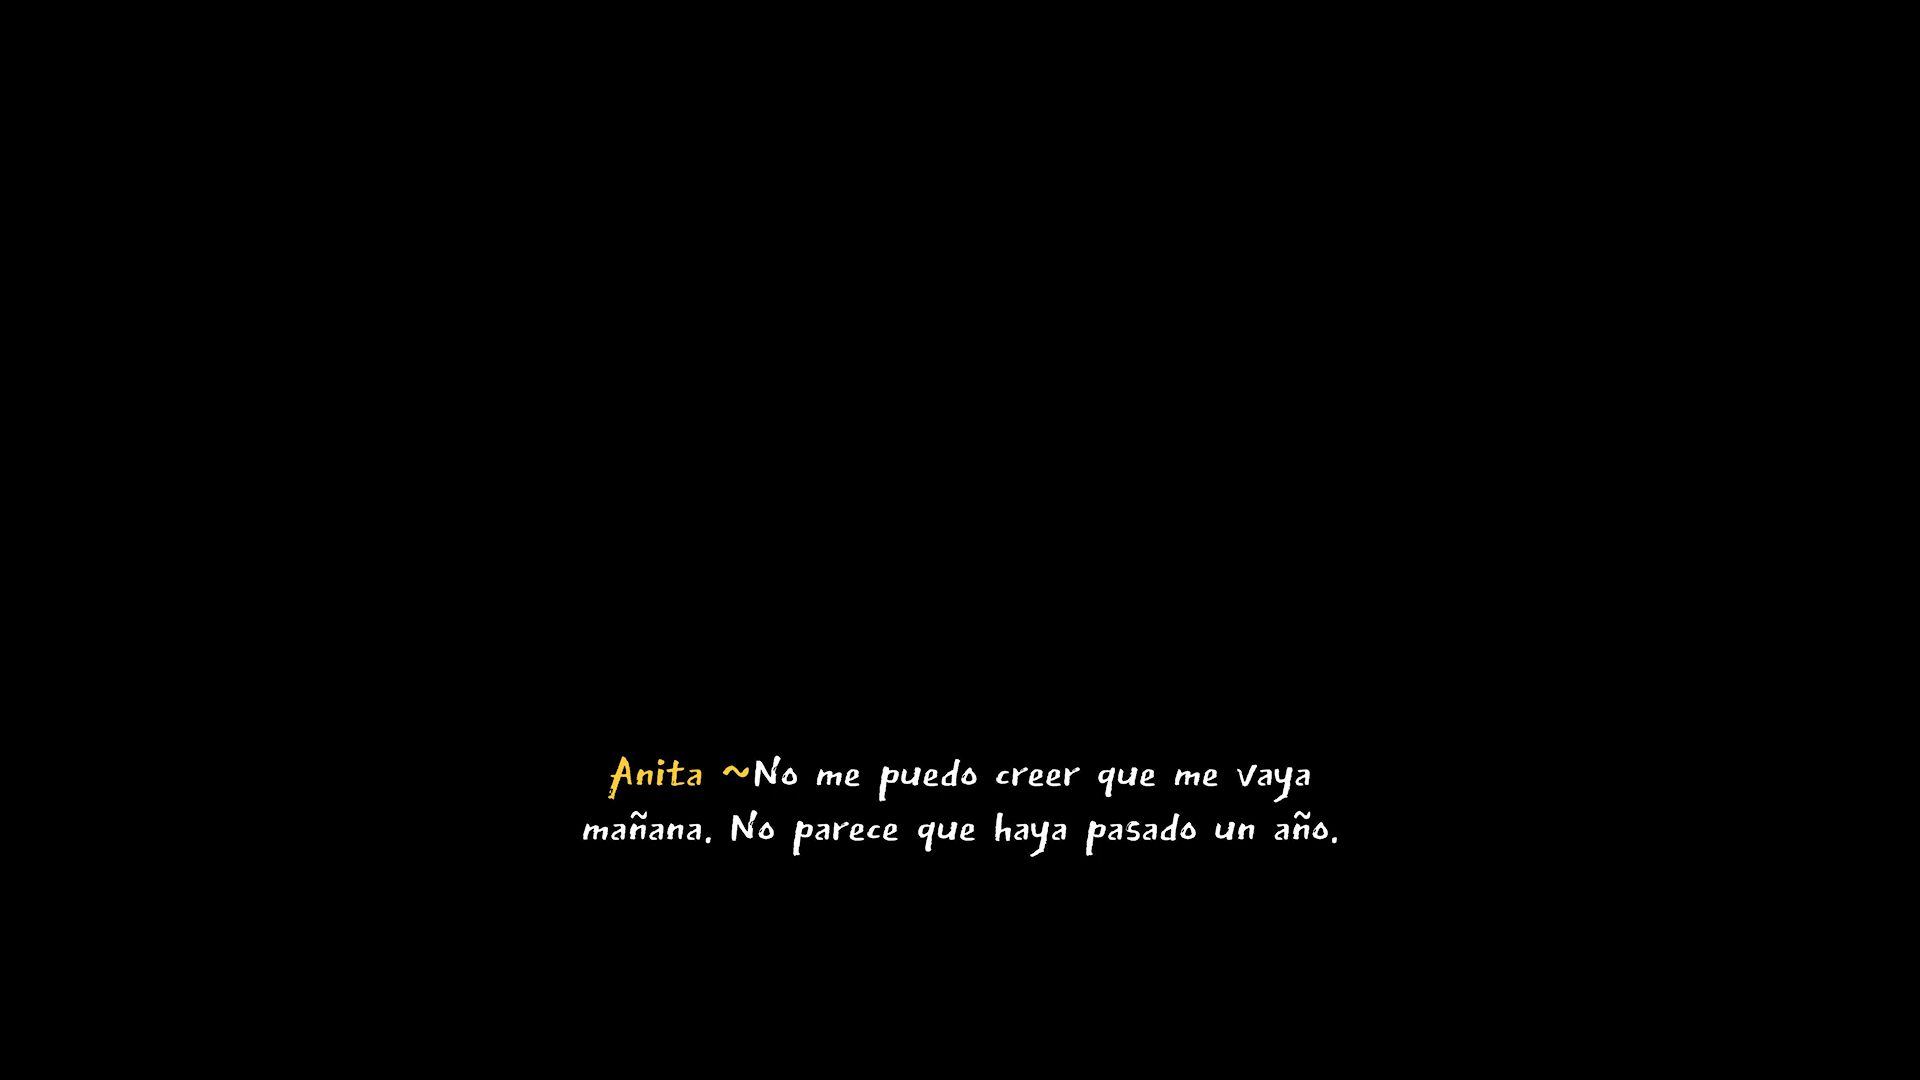 Anita ~No me puedo creer que me vaya
mañana. No parece que haya pasado un año.